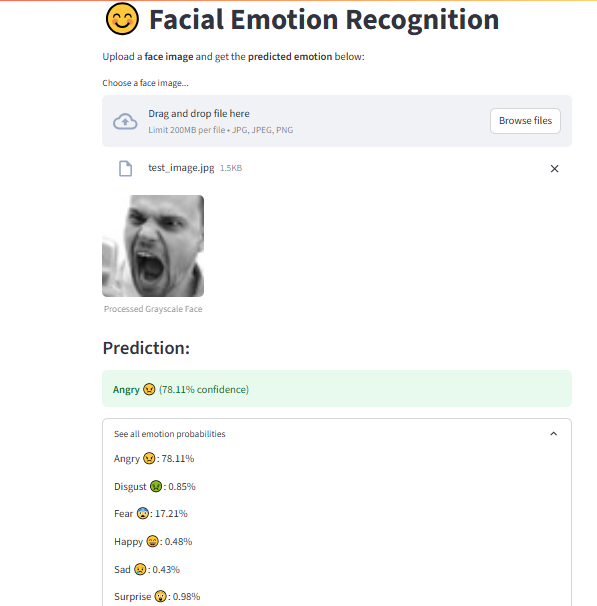 😊 Facial Emotion Recognition
Upload a face image and get the predicted emotion below:
Choose a face image...
Drag and drop file here
Limit 200MB per file • JPG, JPEG, PNG
Browse files
test_image.jpg 1.5KB
Processed Grayscale Face
Prediction:
Angry 😠 (78.11% confidence)
See all emotion probabilities
Angry 😠: 78.11%
Disgust 🤢: 0.85%
Fear 😨: 17.21%
Happy 😄: 0.48%
Sad 😢: 0.43%
Surprise 😮: 0.98%